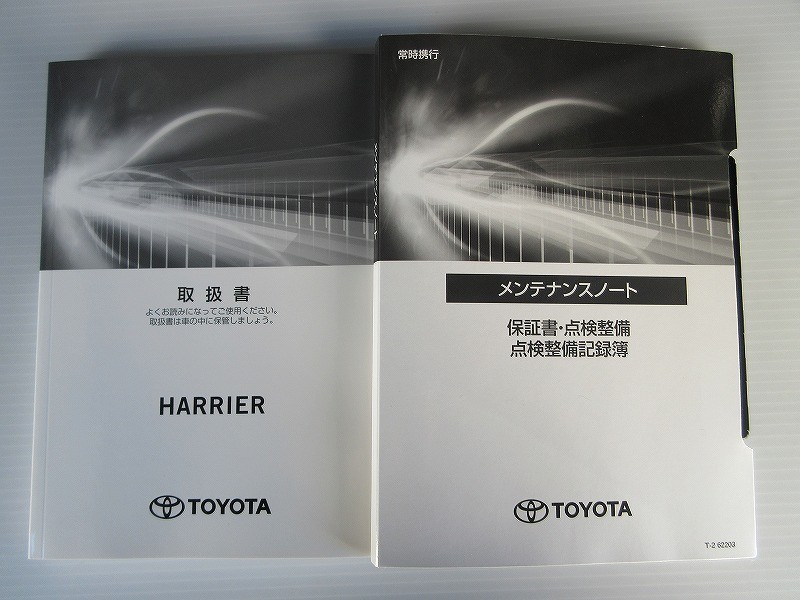 取扱書
よくお読みになってご使用ください。
取扱書は車の中に保管しましょう。
HARRIER
TOYOTA
常時携行
メンテナンスノート
保証書・点検整備
点検整備記録簿
TOYOTA
T-2 62203